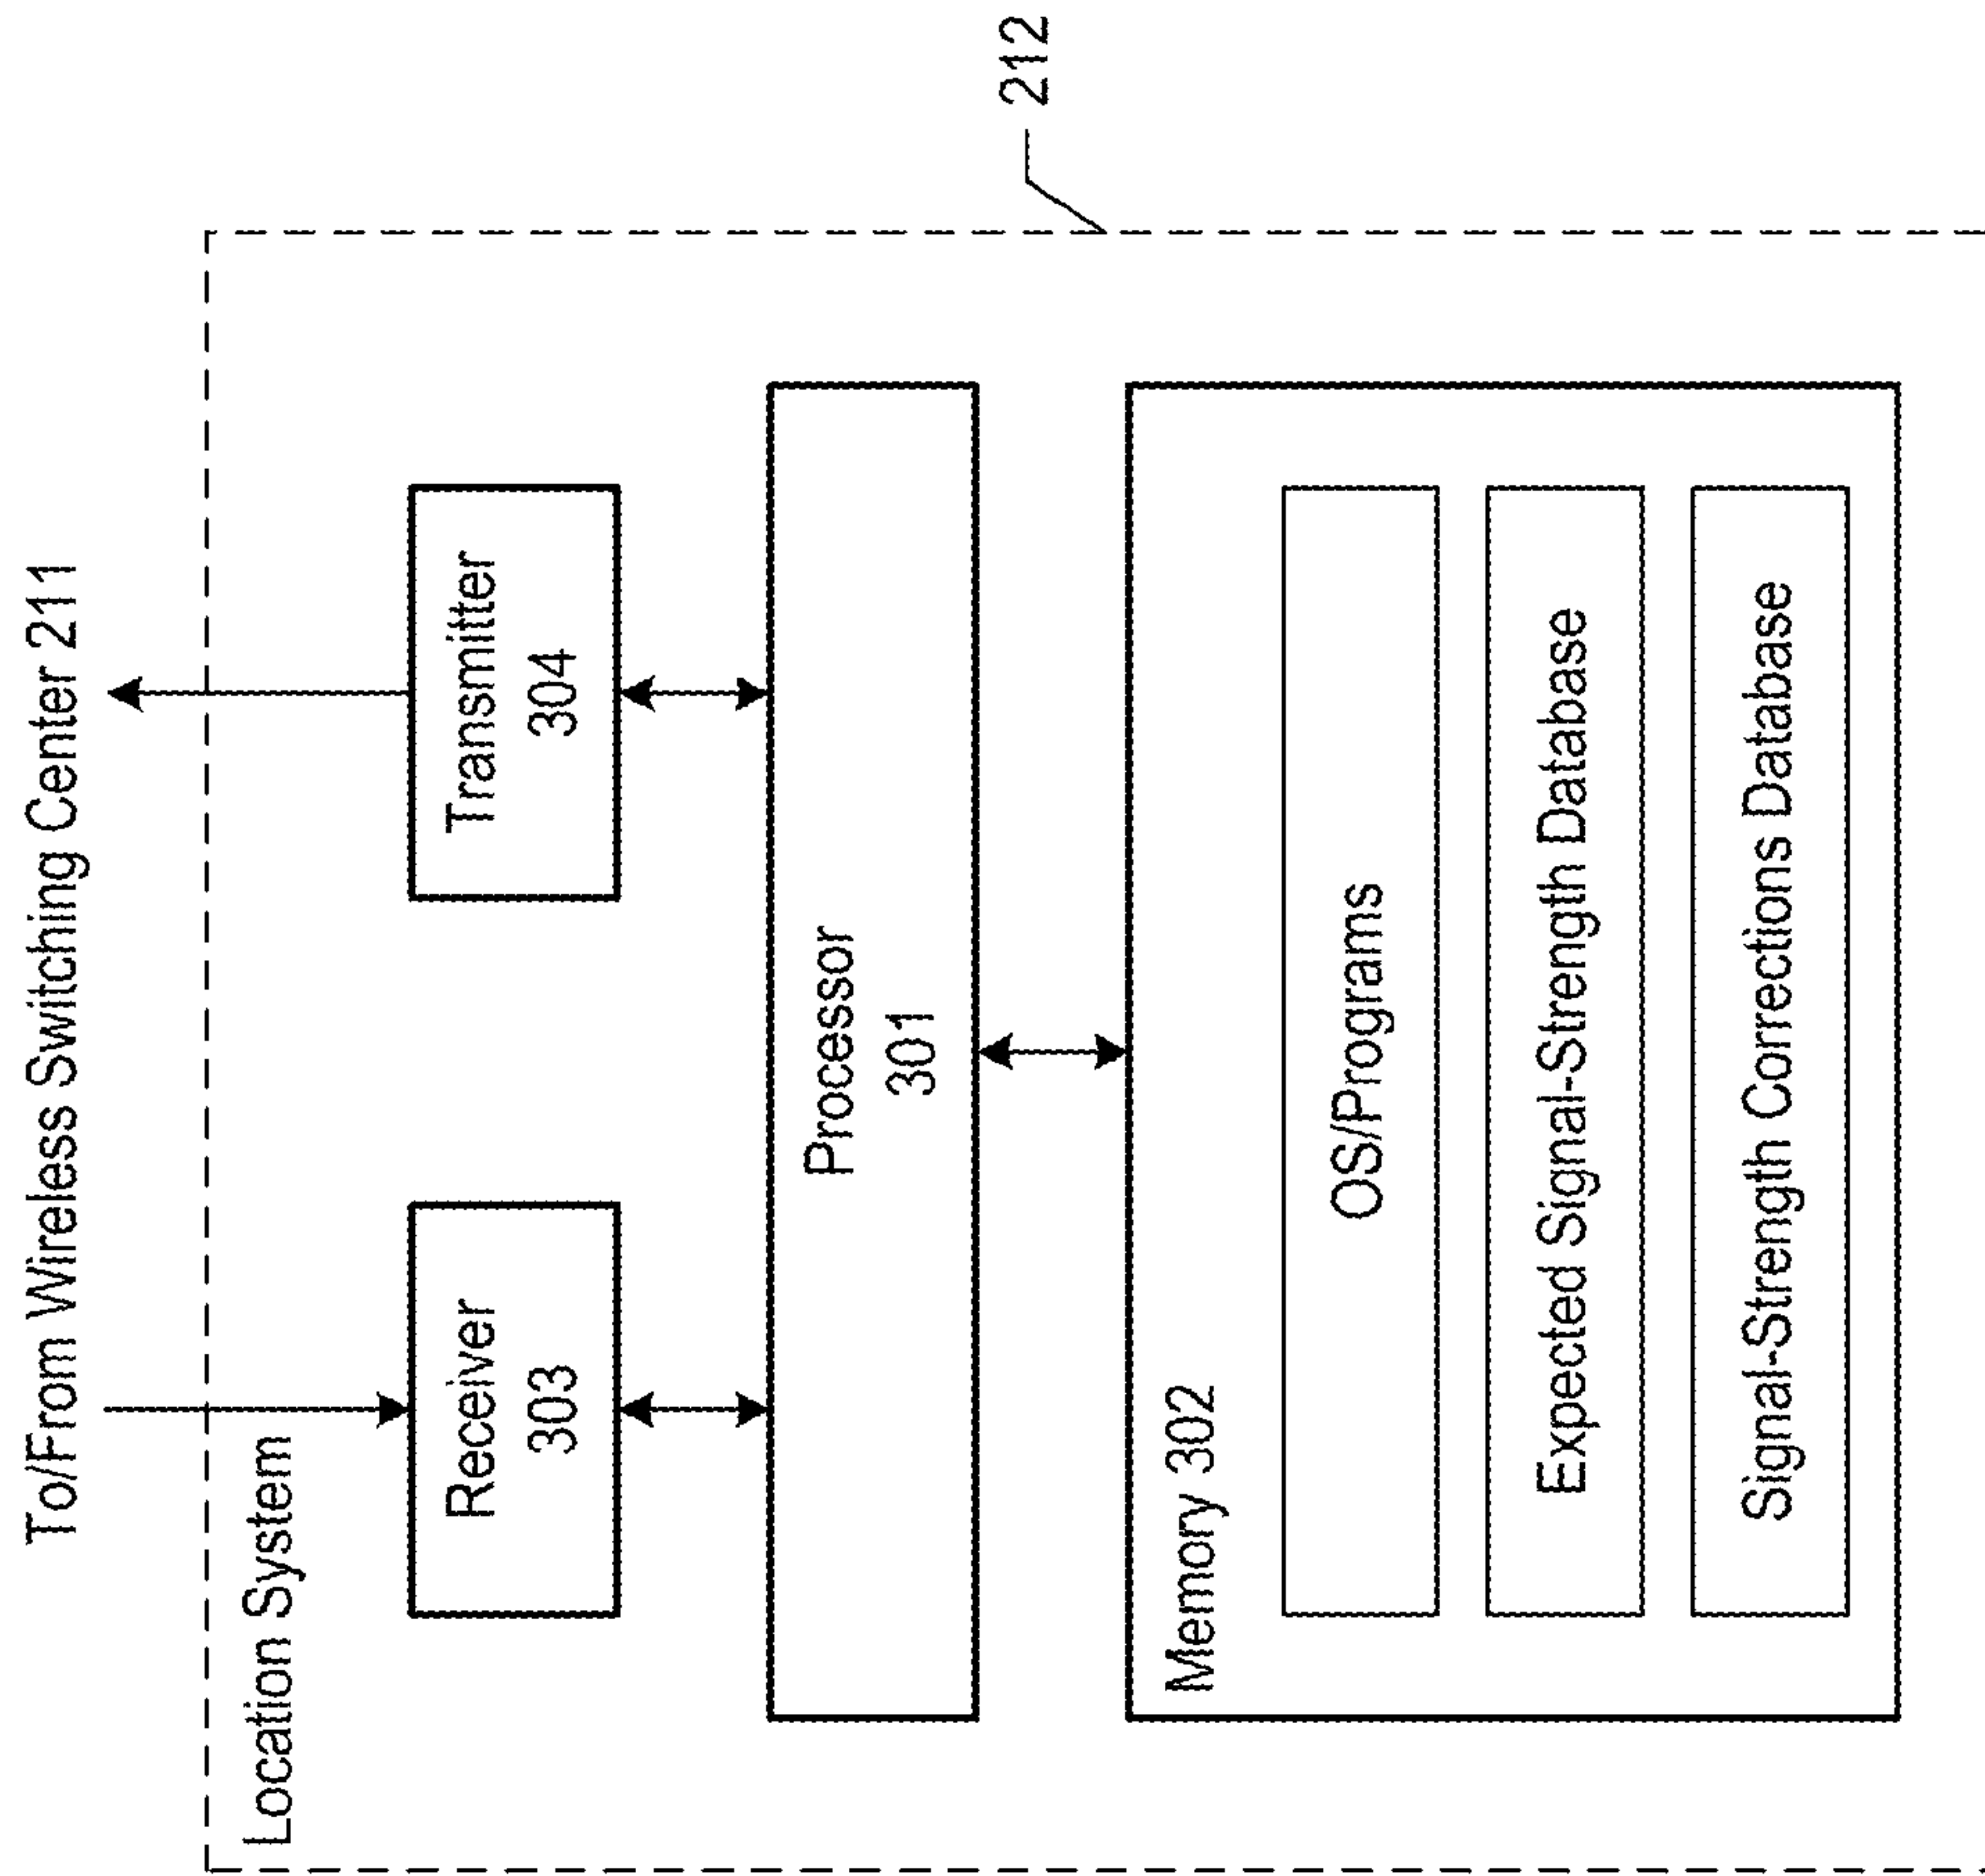 To/From Wireless Switching Center 211
Location System
Receiver
303
Transmitter
304
Processor
301
212
Memory 302
OS/Programs
Expected Signal-Strength Database
Signal-Strength Corrections Database